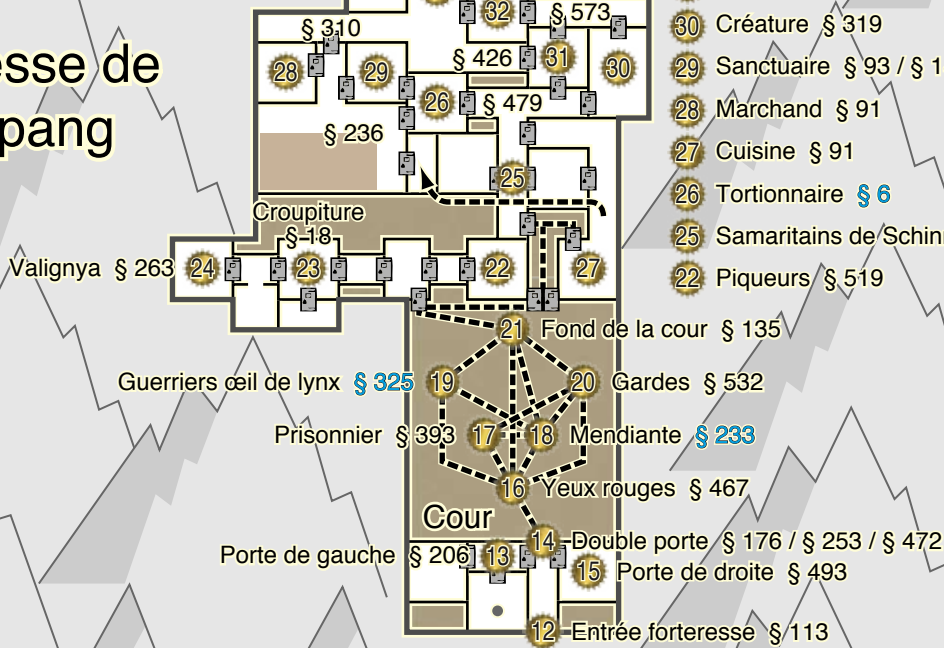 32
§ 573
§ 310
30 Créature § 319
esse de
28
29
§ 426
31
30
29 Sanctuaire § 93 / § 1
pang
26
§ 479
28 Marchand § 91
§ 236
27 Cuisine § 91
25
26 Tortionnaire § 6
Croupiture
§ 18
25 Samaritains de Schin
Valignya § 263
24
23
22
27
22 Piqueurs § 519
21 Fond de la cour § 135
Guerriers œil de lynx § 325
19
20 Gardes § 532
Prisonnier § 393
17
18 Mendiante § 233
16 Yeux rouges § 467
Cour
14 Double porte § 176 / § 253 / § 472
Porte de gauche § 206
13
15 Porte de droite § 493
12 Entrée forteresse § 113